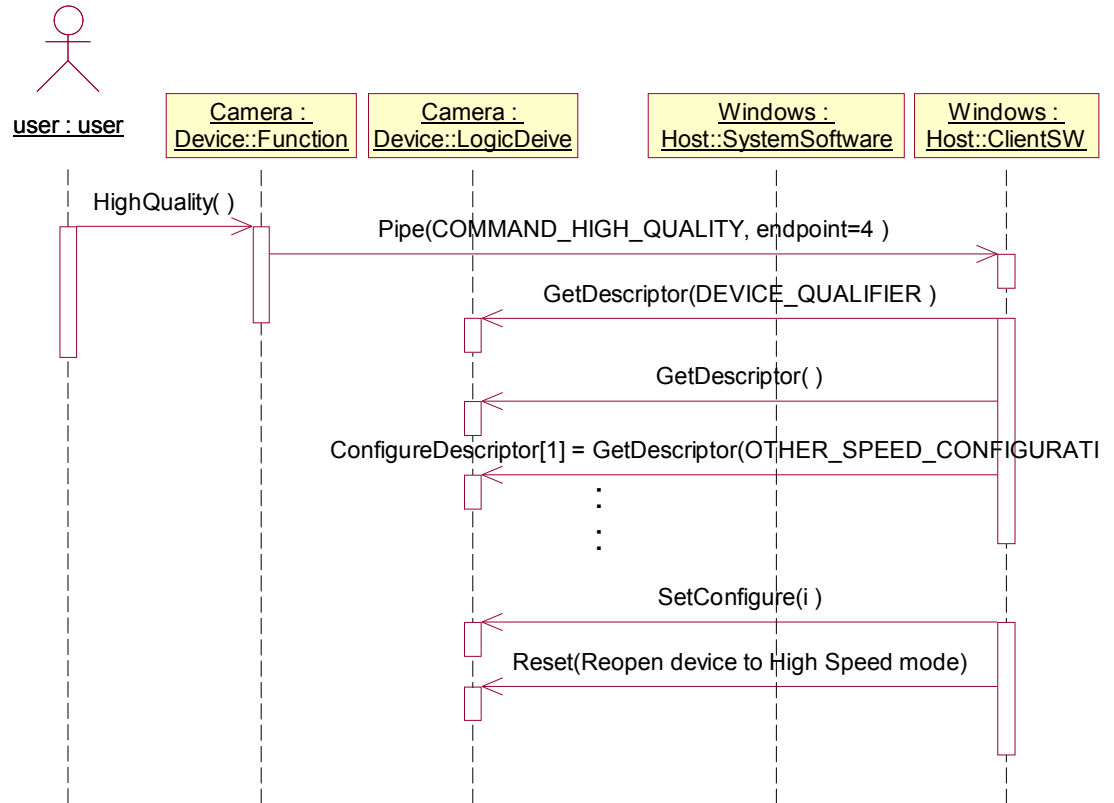 user : user
Camera :
Device::Function
Camera :
Device::LogicDeive
Windows :
Host::SystemSoftware
Windows :
Host::ClientSW
HighQuality( )
Pipe(COMMAND_HIGH_QUALITY, endpoint=4 )
GetDescriptor(DEVICE_QUALIFIER )
GetDescriptor( )
ConfigureDescriptor[1] = GetDescriptor(OTHER_SPEED_CONFIGURATI
:
:
SetConfigure(i )
Reset(Reopen device to High Speed mode)